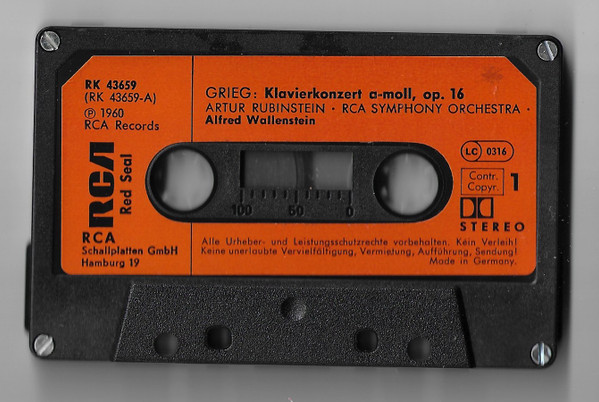 RK 43659
(RK 43659-A)
Ⓟ 1960
RCA Records
RCA
Red Seal
RCA
Schallplatten GmbH
Hamburg 19
GRIEG: Klavierkonzert a-moll, op. 16
ARTUR RUBINSTEIN · RCA SYMPHONY ORCHESTRA ·
Alfred Wallenstein
100 50 0
LC 0316
Contr.
Copyr.
1
STEREO
Alle Urheber- und Leistungsschutzrechte vorbehalten. Kein Verleih!
Keine unerlaubte Vervielfältigung, Vermietung, Aufführung, Sendung!
Made in Germany.